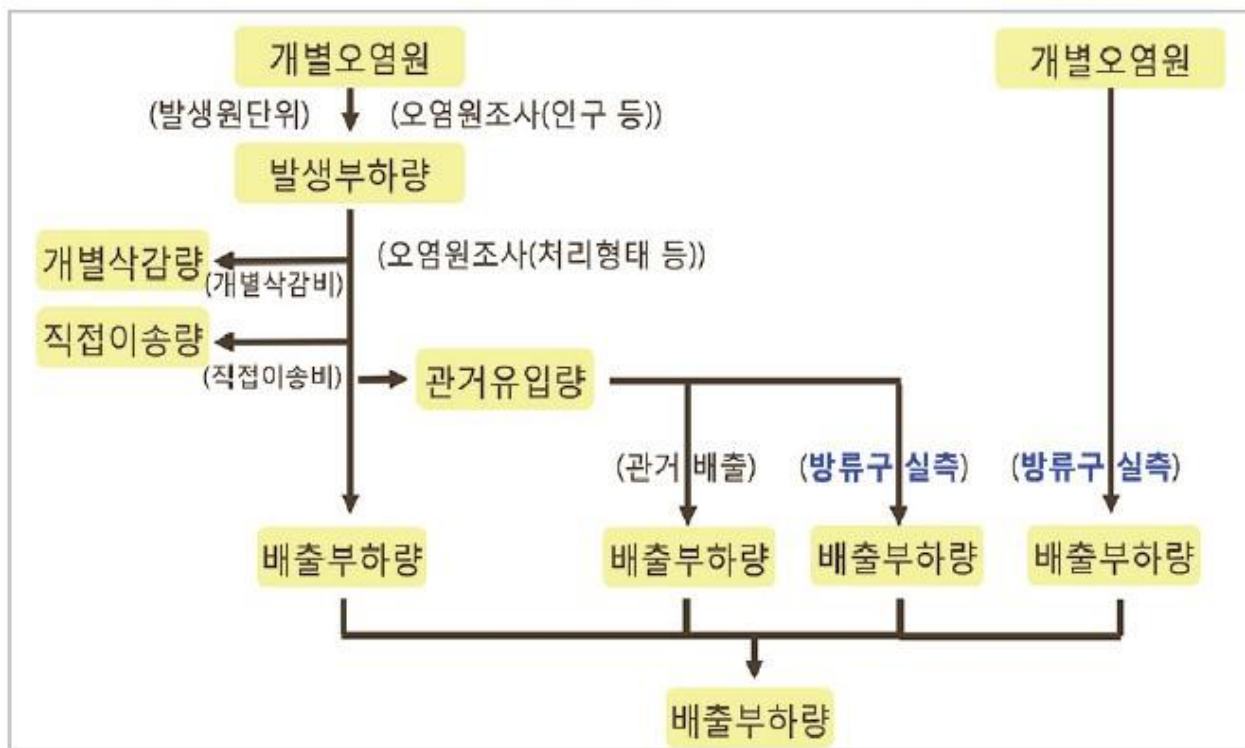 개별오염원
개별오염원
(발생원단위) (오염원조사(인구 등))
발생부하량
(오염원조사(처리형태 등))
개별삭감량
(개별삭감비)
직접이송량
(직접이송비)
관거유입량
(관거 배출) (방류구 실측) (방류구 실측)
배출부하량 배출부하량 배출부하량 배출부하량
배출부하량